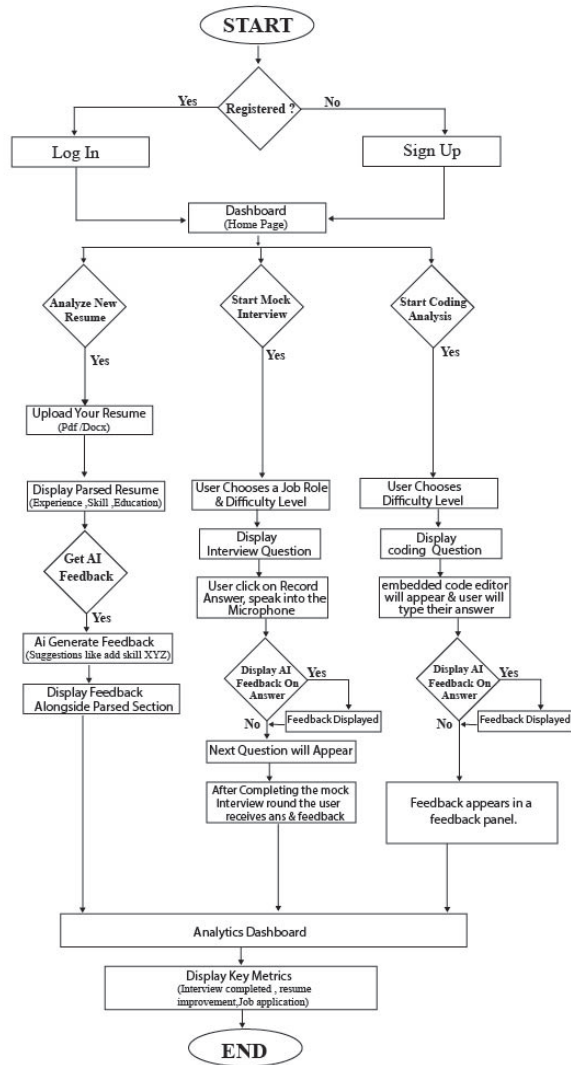 START
Registered ?
Yes
No
Log In
Sign Up
Dashboard
(Home Page)
Analyze New
Resume
Yes
Start Mock
Interview
Yes
Start Coding
Analysis
Yes
Upload Your Resume
(Pdf /Docx)
Display Parsed Resume
(Experience ,Skill ,Education)
Get AI
Feedback
Yes
Ai Generate Feedback
(Suggestions like add skill XYZ)
Display Feedback
Alongside Parsed Section
User Chooses a Job Role
& Difficulty Level
Display
Interview Question
User click on Record
Answer, speak into the
Microphone
Display AI
Feedback On
Answer
Yes
No
Feedback Displayed
Next Question will Appear
After Completing the mock
Interview round the user
receives ans & feedback
User Chooses
Difficulty Level
Display
coding Question
embedded code editor
will appear & user will
type their answer
Display AI
Feedback On
Answer
Yes
No
Feedback Displayed
Feedback appears in a
feedback panel.
Analytics Dashboard
Display Key Metrics
(Interview completed , resume
improvement,Job application)
END